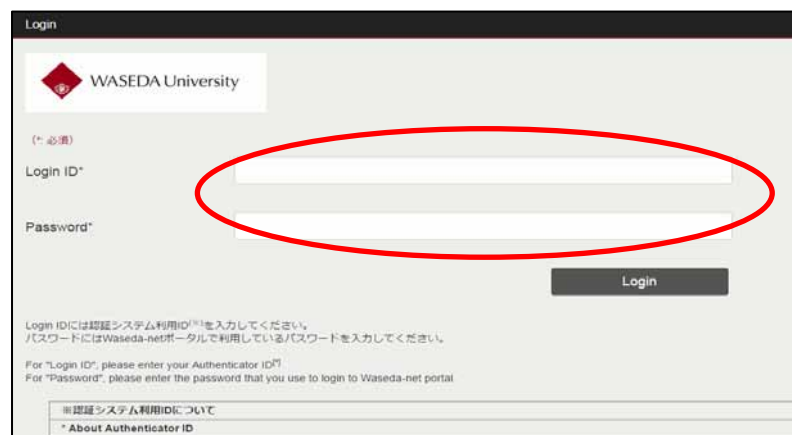 Login
WASEDA University
(*: 必須)
Login ID*
Password*
Login
Login IDには認証システム利用ID[※]を入力してください。
パスワードにはWaseda-netポータルで利用しているパスワードを入力してください。
For "Login ID", please enter your Authenticator ID[*]
For "Password", please enter the password that you use to login to Waseda-net portal
※認証システム利用IDについて
* About Authenticator ID